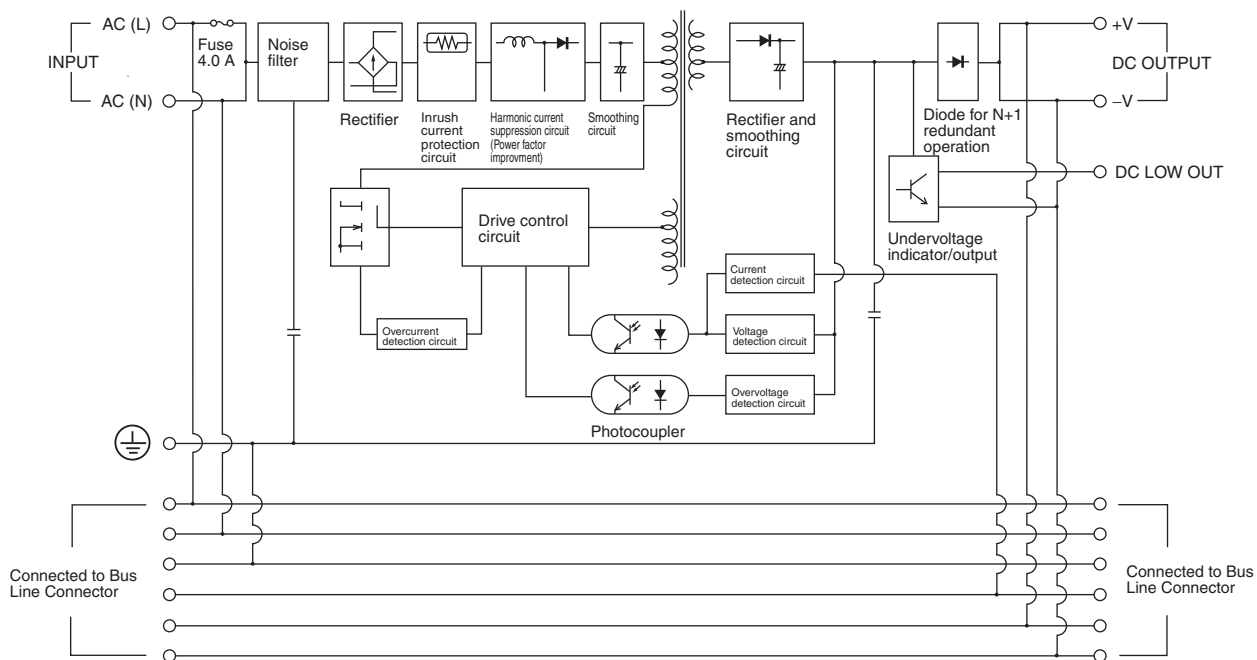 AC (L)
INPUT
AC (N)
Fuse
4.0 A
Noise
filter
Rectifier
Inrush
current
protection
circuit
Harmonic current
suppression circuit
(Power factor
improvment)
Smoothing
circuit
Rectifier and
smoothing
circuit
Diode for N+1
redundant
operation
+V
DC OUTPUT
–V
DC LOW OUT
Undervoltage
indicator/output
Drive control
circuit
Current
detection circuit
Overcurrent
detection circuit
Voltage
detection circuit
Overvoltage
detection circuit
Photocoupler
Connected to Bus
Line Connector
Connected to Bus
Line Connector